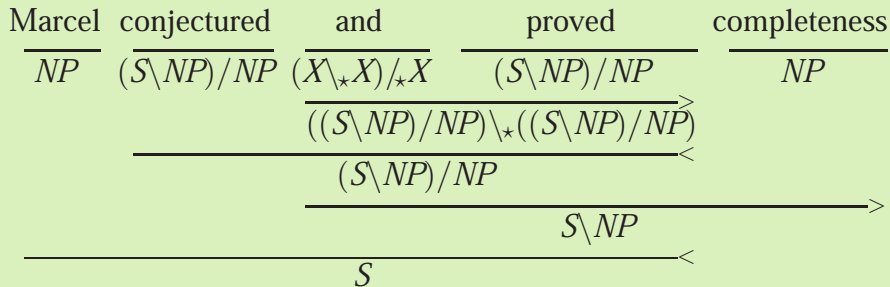 Marcel conjectured and proved completeness
NP (S\NP)/NP (X\⋆X)/⋆X (S\NP)/NP NP
>
((S\NP)/NP)\⋆((S\NP)/NP)
<
(S\NP)/NP
>
S\NP
<
S